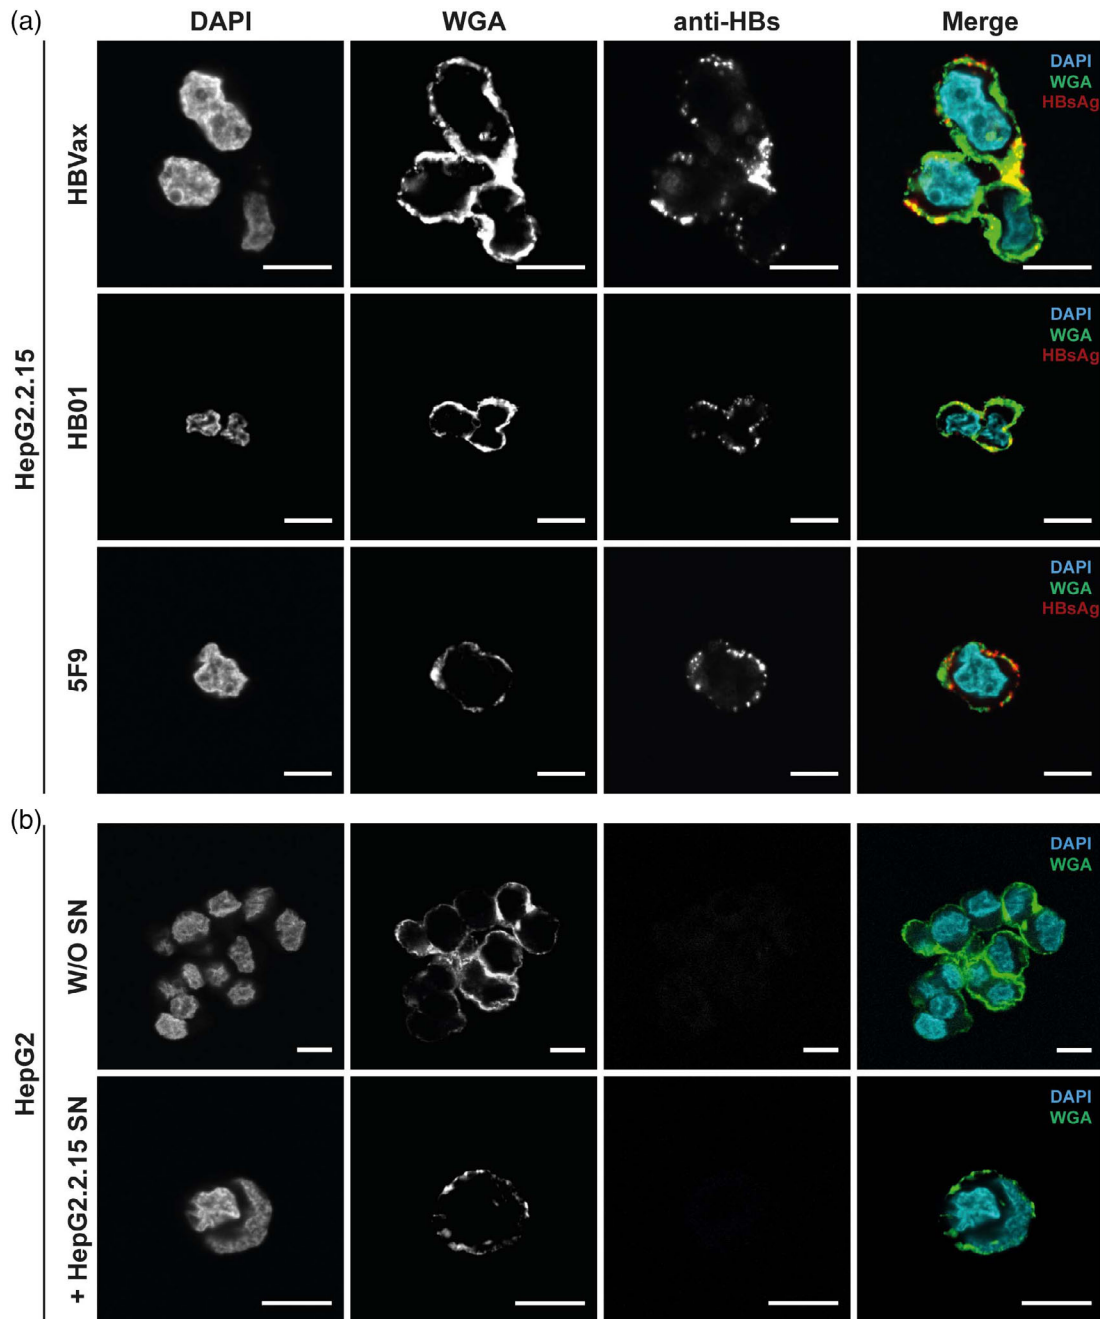 (a)
DAPI WGA anti-HBs Merge
HepG2.2.15
HBVax
DAPI
WGA
HBsAg
HB01
DAPI
WGA
HBsAg
5F9
DAPI
WGA
HBsAg
(b)
HepG2
W/O SN
DAPI
WGA
+ HepG2.2.15 SN
DAPI
WGA